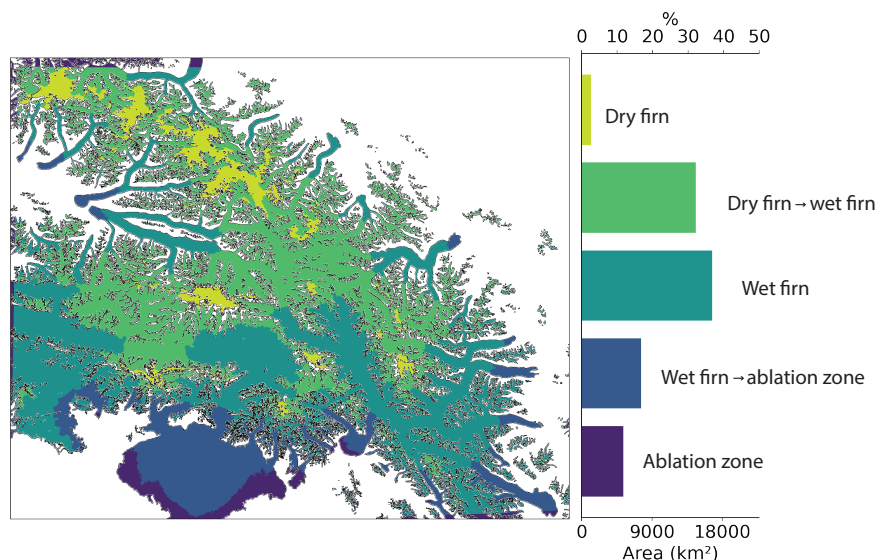 %
0 10 20 30 40 50
Dry firn
Dry firn→wet firn
Wet firn
Wet firn→ablation zone
Ablation zone
0 9000 18000
Area (km²)